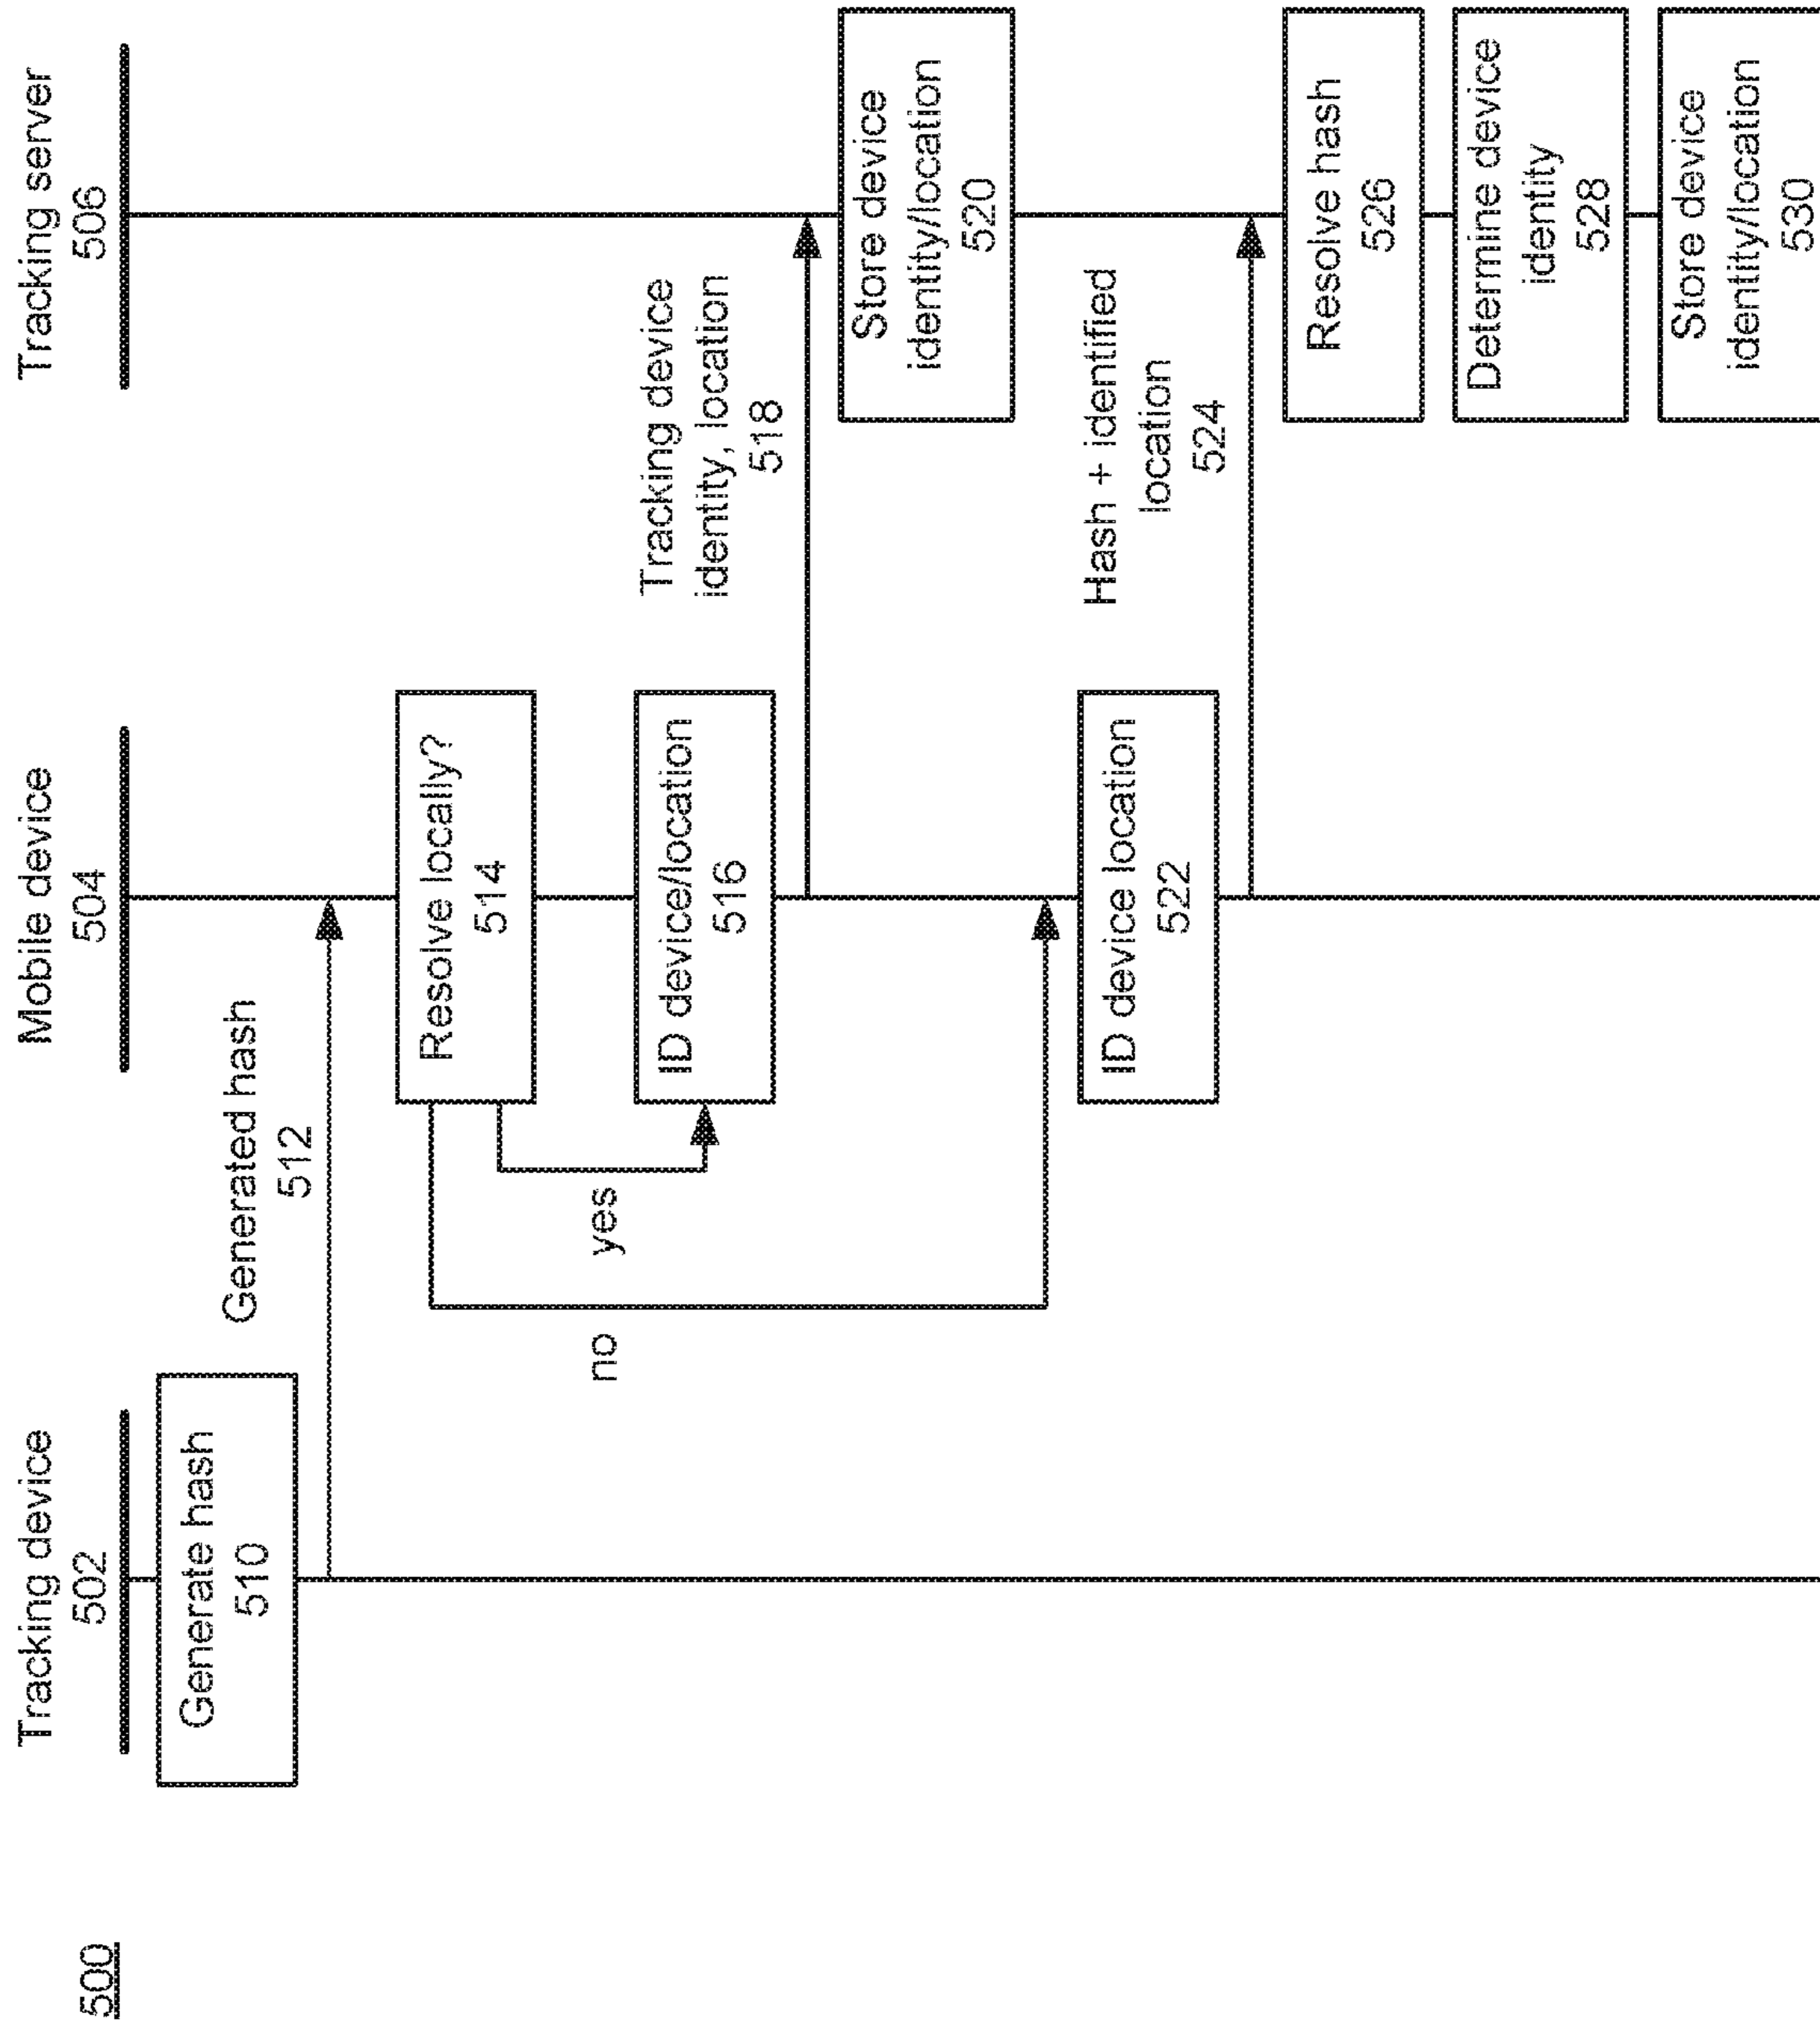 500
Tracking device
502
Mobile device
504
Tracking server
506
Generate hash
510
Generated hash
512
Resolve locally?
514
yes
no
ID device/location
516
Tracking device
identity, location
518
Store device
identity/location
520
ID device location
522
Hash + identified
location
524
Resolve hash
526
Determine device
identity
528
Store device
identity/location
530